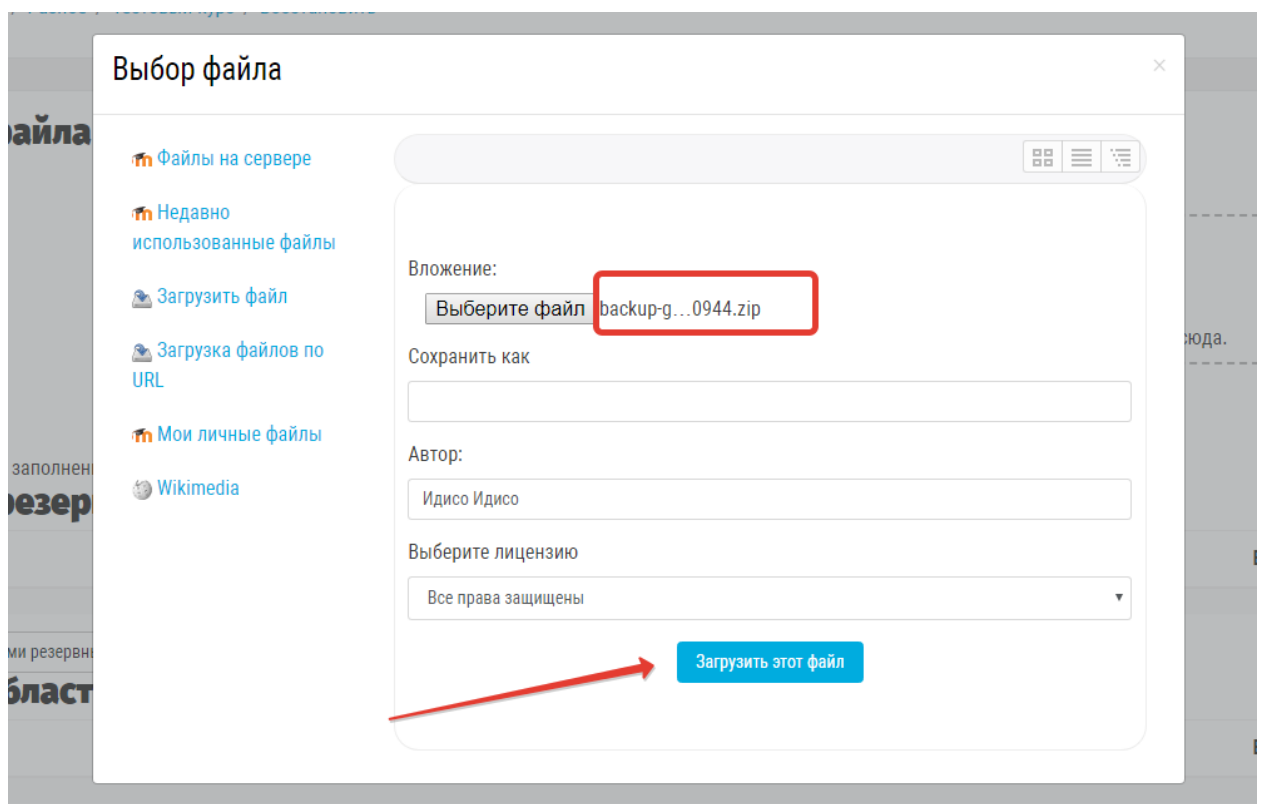 Выбор файла
×
айла
Файлы на сервере
Недавно
использованные файлы
Загрузить файл
Загрузка файлов по
URL
Мои личные файлы
Wikimedia
Вложение:
Выберите файл backup-g...0944.zip
Сохранить как
Автор:
Идисо Идисо
Выберите лицензию
Все права защищены
Загрузить этот файл
сюда.
заполнен
резер
ми резервн
бласт